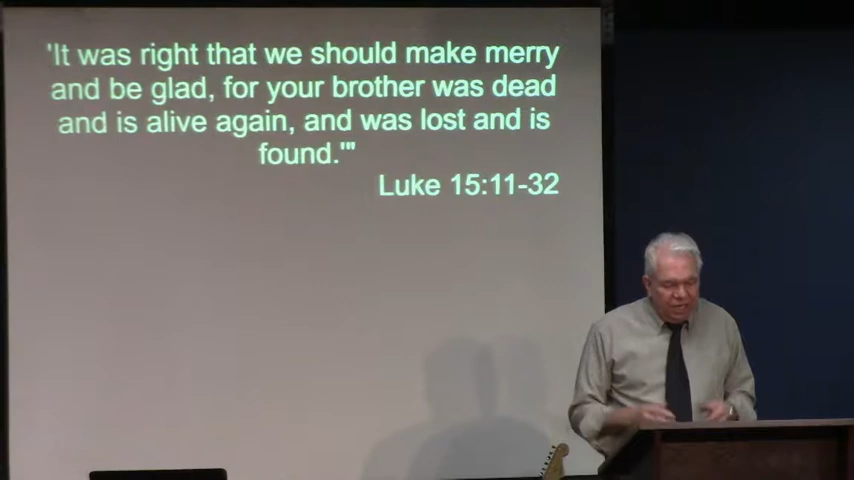 'It was right that we should make merry
and be glad, for your brother was dead
and is alive again, and was lost and is
found.'"
Luke 15:11-32